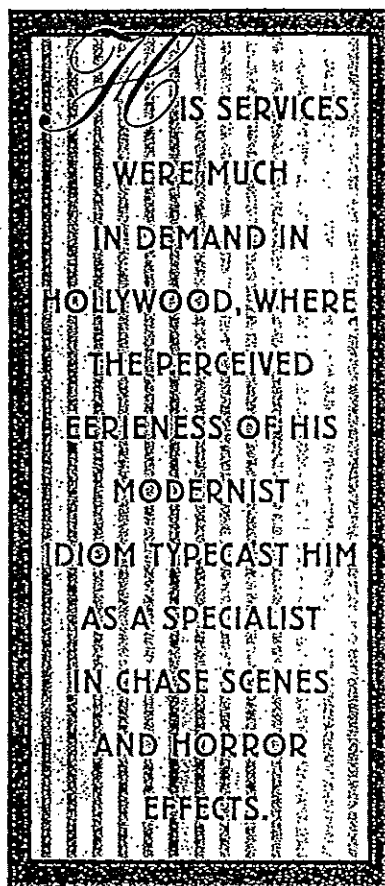 HIS SERVICES
WERE MUCH
IN DEMAND IN
HOLLYWOOD, WHERE
THE PERCEIVED
EERIENESS OF HIS
MODERNIST
IDIOM TYPECAST HIM
AS A SPECIALIST
IN CHASE SCENES
AND HORROR
EFFECTS.